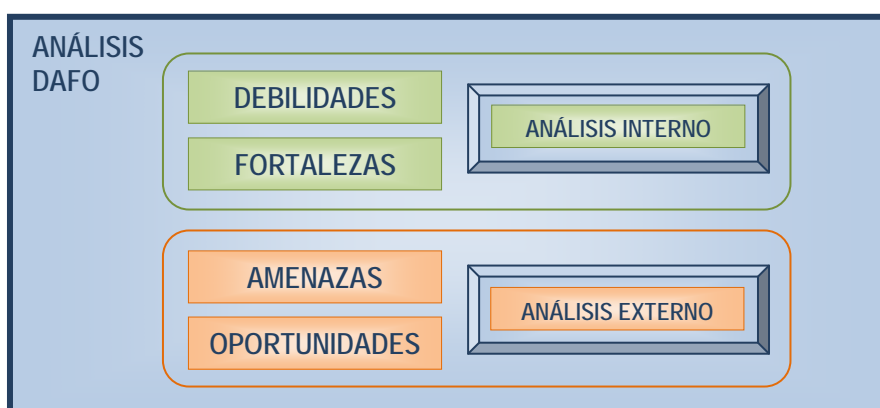 ANÁLISIS
DAFO
DEBILIDADES
FORTALEZAS
ANÁLISIS INTERNO
AMENAZAS
OPORTUNIDADES
ANÁLISIS EXTERNO